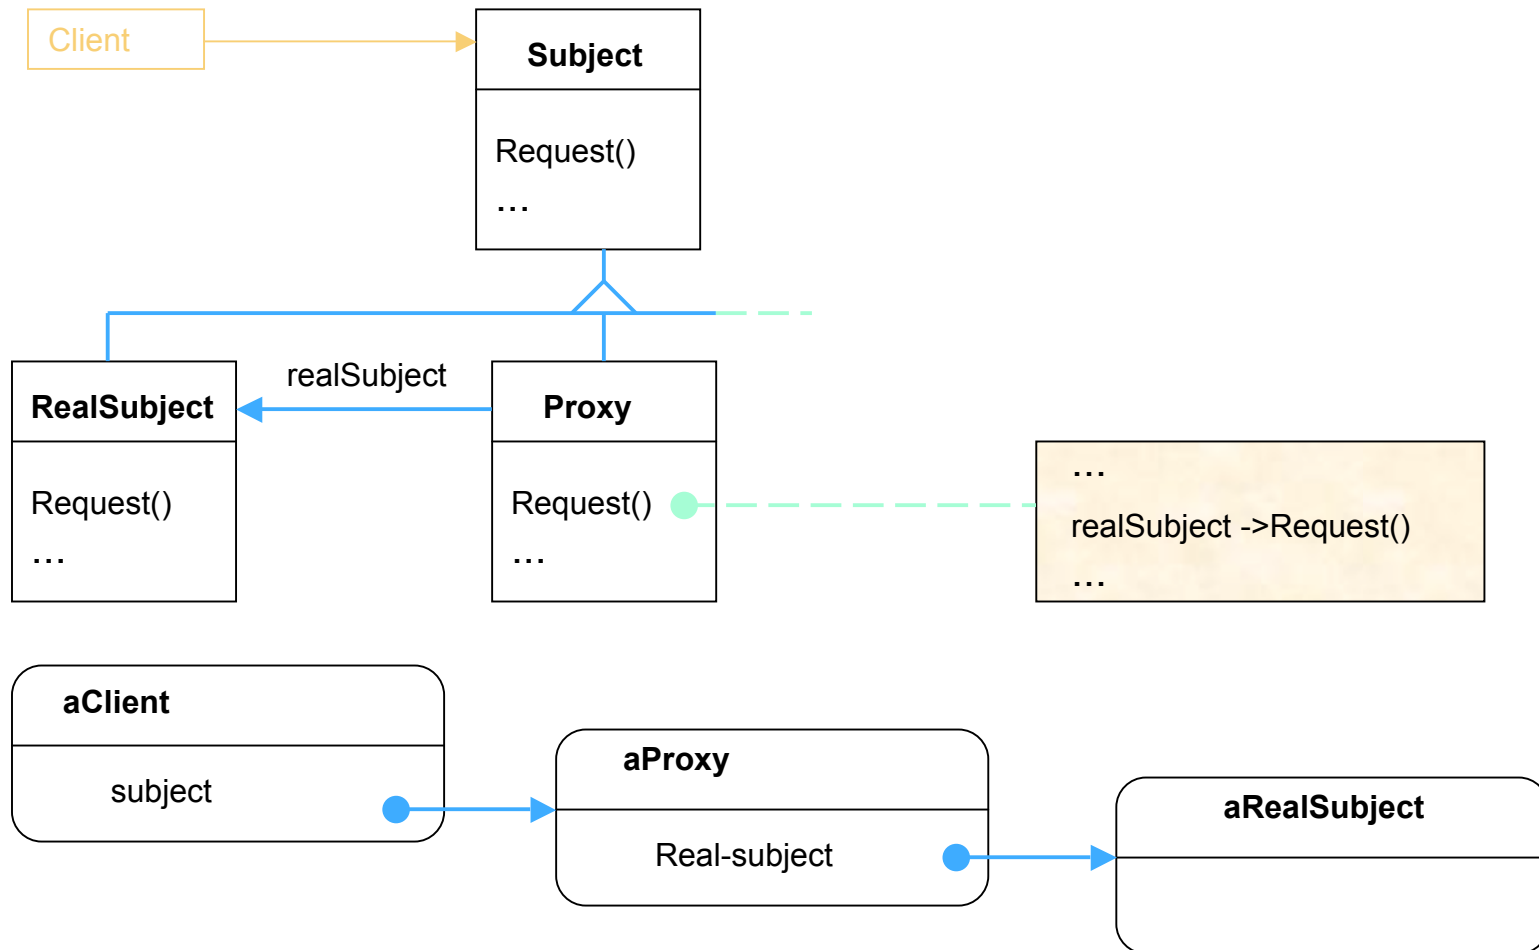 Client
Subject
Request()
…
realSubject
RealSubject
Request()
…
Proxy
Request()
…
…
realSubject ->Request()
…
aClient
subject
aProxy
Real-subject
aRealSubject